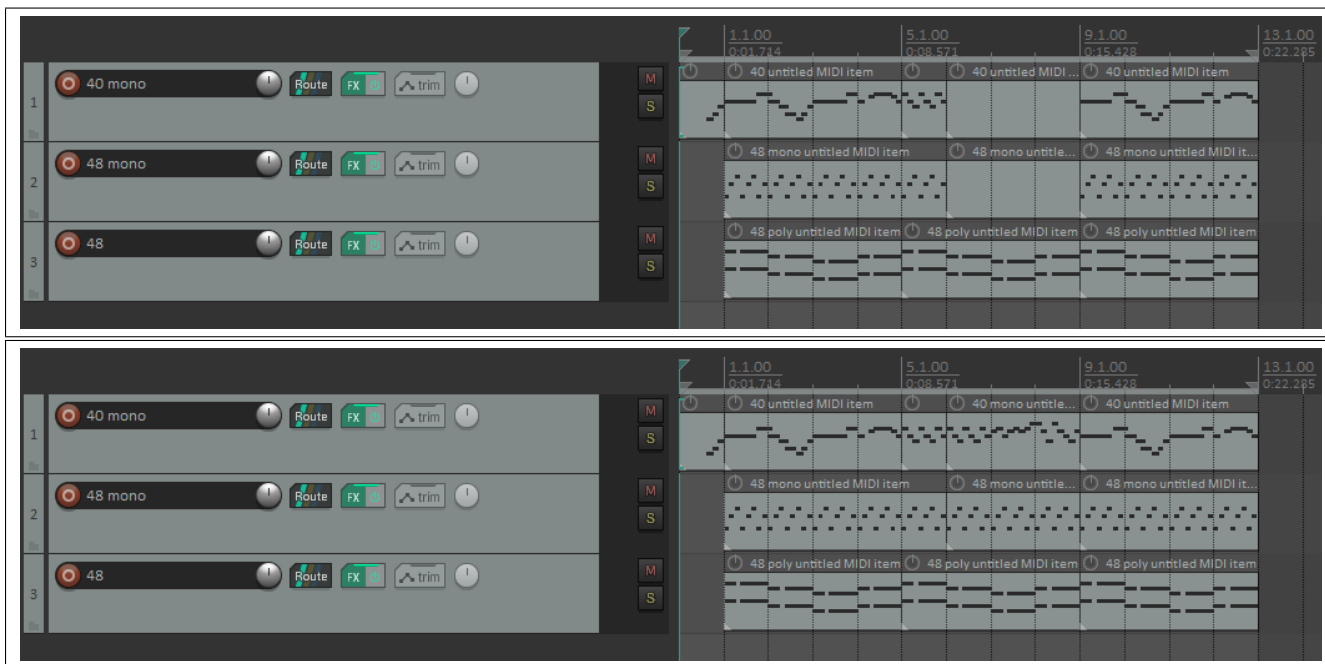 1.1.00 5.1.00 9.1.00 13.1.00
0:01.714 0:08.571 0:15.428 0:22.285
40 untitled MIDI item 40 untitled MIDI ... 40 untitled MIDI item
1 40 mono Route FX trim M
S
48 mono untitled MIDI item 48 mono untitle... 48 mono untitled MIDI it...
2 48 mono Route FX trim M
S
48 poly untitled MIDI item 48 poly untitled MIDI item 48 poly untitled MIDI item
3 48 Route FX trim M
S
1.1.00 5.1.00 9.1.00 13.1.00
0:01.714 0:08.571 0:15.428 0:22.285
40 untitled MIDI item 40 mono untitle... 40 untitled MIDI item
1 40 mono Route FX trim M
S
48 mono untitled MIDI item 48 mono untitle... 48 mono untitled MIDI it...
2 48 mono Route FX trim M
S
48 poly untitled MIDI item 48 poly untitled MIDI item 48 poly untitled MIDI item
3 48 Route FX trim M
S